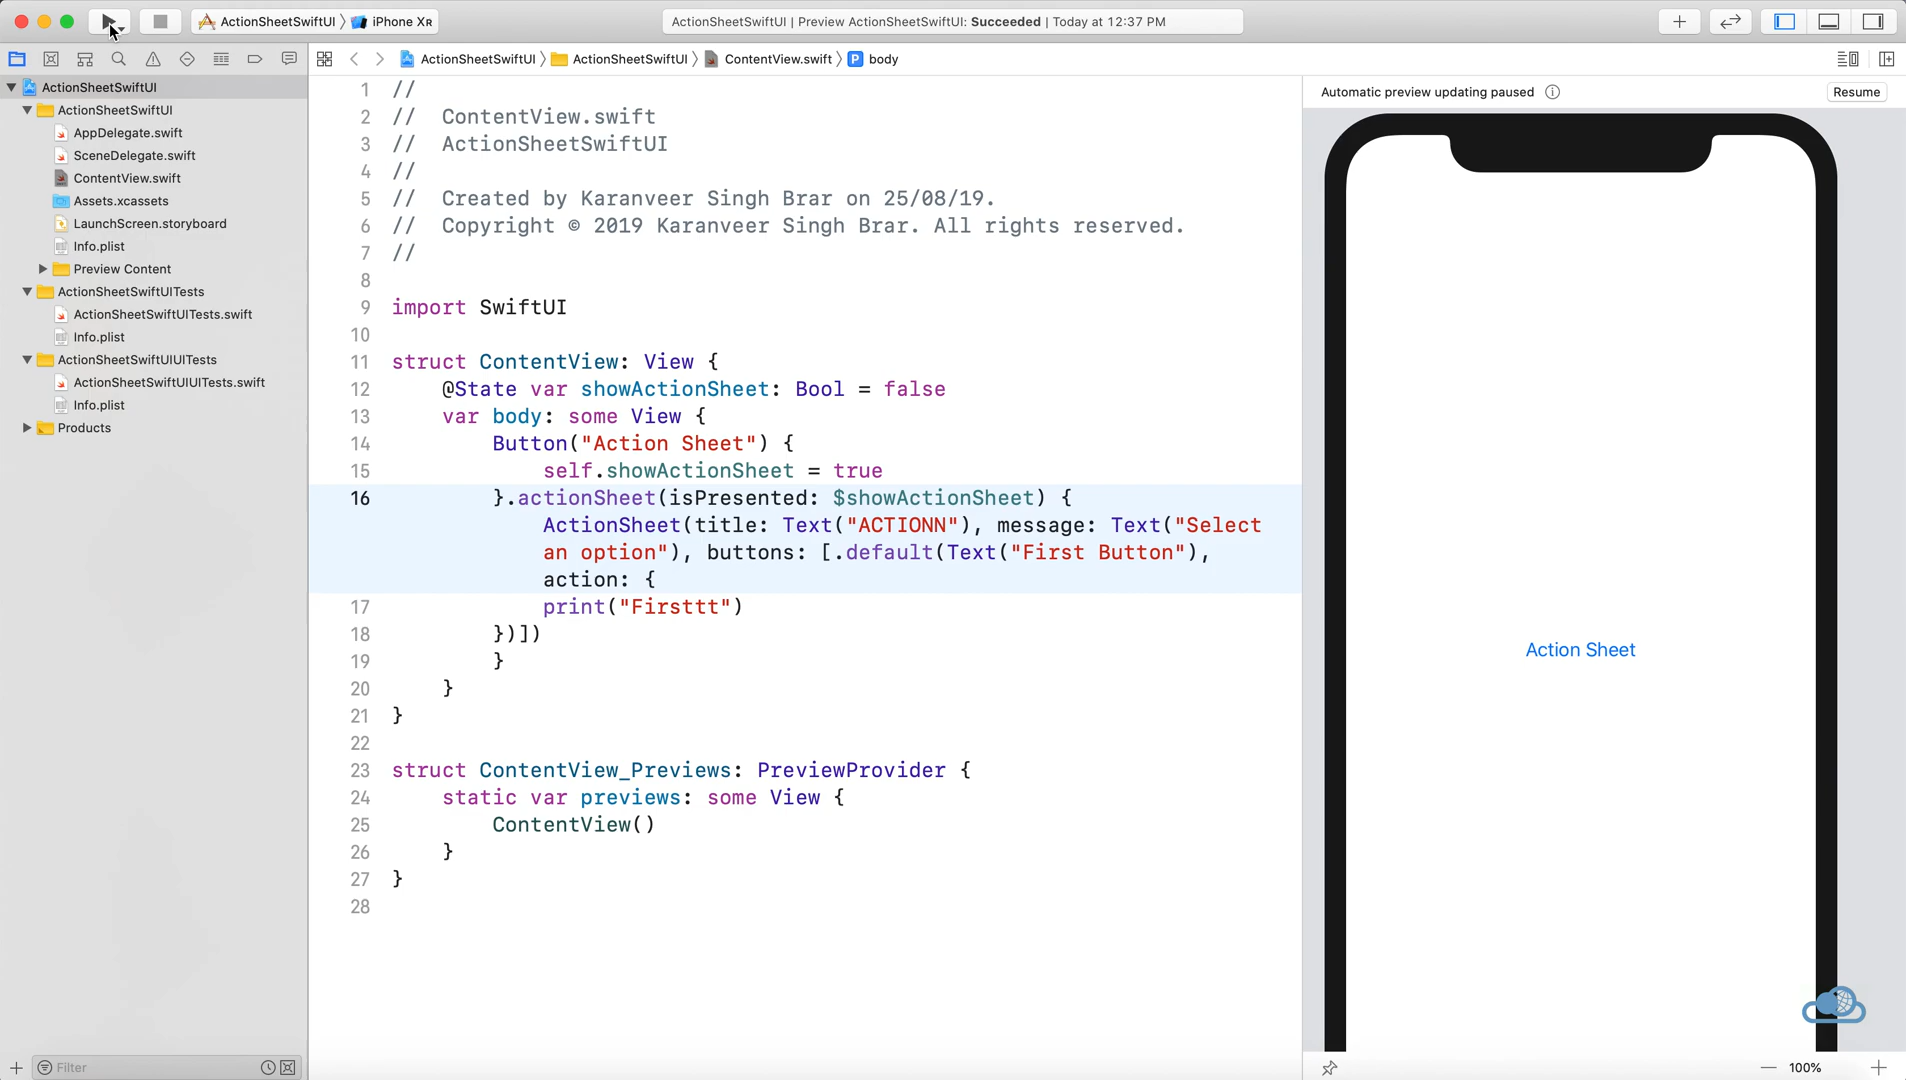 ActionSheetSwiftUI
iPhone XR
ActionSheetSwiftUI | Preview ActionSheetSwiftUI: Succeeded | Today at 12:37 PM
ActionSheetSwiftUI
ActionSheetSwiftUI
ContentView.swift
P
body
ActionSheetSwiftUI
ActionSheetSwiftUI
AppDelegate.swift
SceneDelegate.swift
ContentView.swift
Assets.xcassets
LaunchScreen.storyboard
Info.plist
Preview Content
ActionSheetSwiftUITests
ActionSheetSwiftUITests.swift
Info.plist
ActionSheetSwiftUIUITests
ActionSheetSwiftUIUITests.swift
Info.plist
Products
Filter
1 //
2 // ContentView.swift
3 // ActionSheetSwiftUI
4 //
5 // Created by Karanveer Singh Brar on 25/08/19.
6 // Copyright © 2019 Karanveer Singh Brar. All rights reserved.
7 //
8
9 import SwiftUI
10
11 struct ContentView: View {
12 @State var showActionSheet: Bool = false
13 var body: some View {
14 Button("Action Sheet") {
15 self.showActionSheet = true
16 }.actionSheet(isPresented: $showActionSheet) {
ActionSheet(title: Text("ACTIONN"), message: Text("Select
an option"), buttons: [.default(Text("First Button"),
action: {
17 print("Firsttt")
18 })])
19 }
20 }
21 }
22
23 struct ContentView_Previews: PreviewProvider {
24 static var previews: some View {
25 ContentView()
26 }
27 }
28
Automatic preview updating paused
Resume
Action Sheet
100%